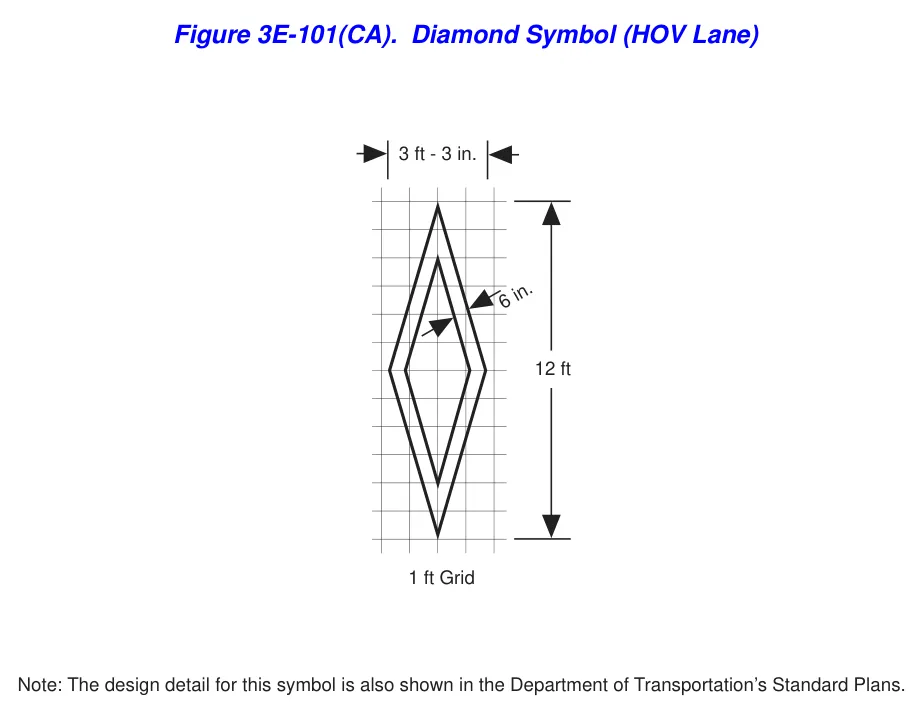 Figure 3E-101(CA).  Diamond Symbol (HOV Lane)
3 ft - 3 in.
6 in.
12 ft
1 ft Grid
Note: The design detail for this symbol is also shown in the Department of Transportation’s Standard Plans.